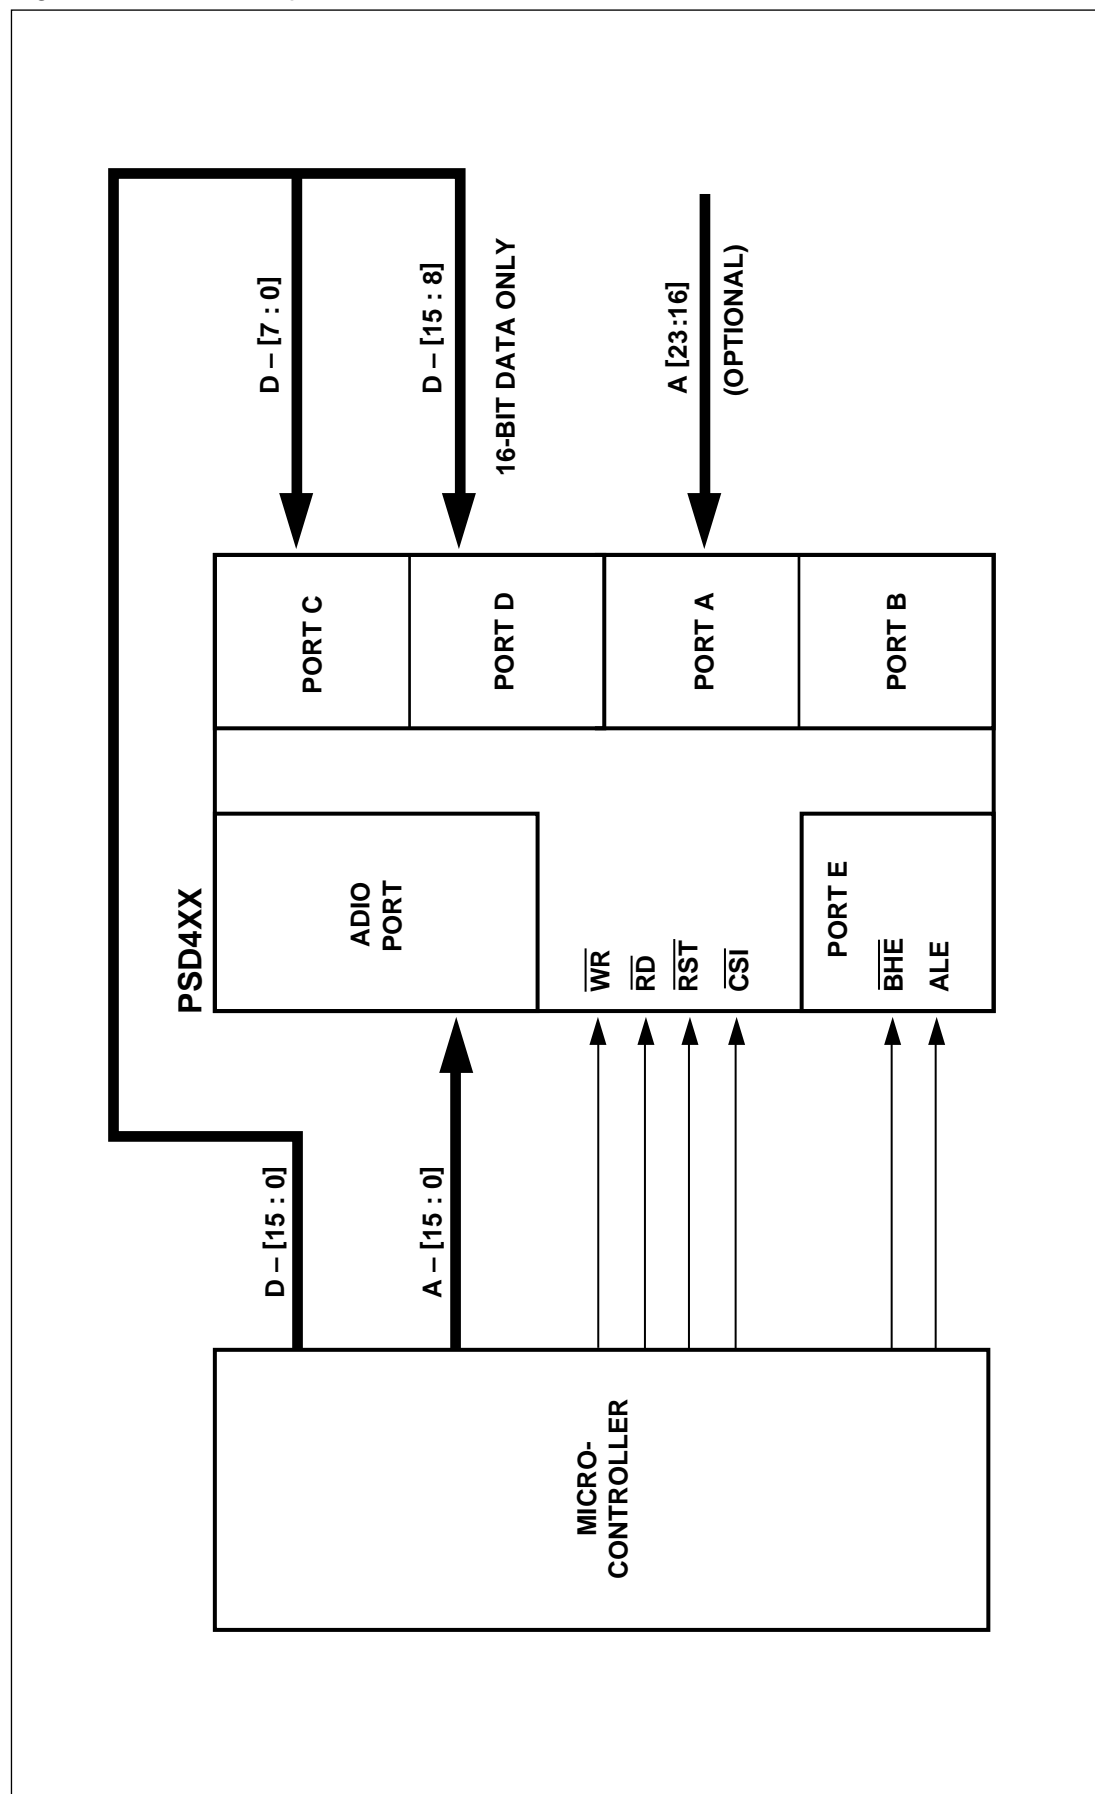 D – [15 : 0]
A – [15 : 0]
MICRO-
CONTROLLER
PSD4XX
ADIO
PORT
WR
RD
RST
CSI
PORT E
BHE
ALE
PORT C
PORT D
PORT A
PORT B
D – [7 : 0]
D – [15 : 8]
16-BIT DATA ONLY
A [23:16]
(OPTIONAL)